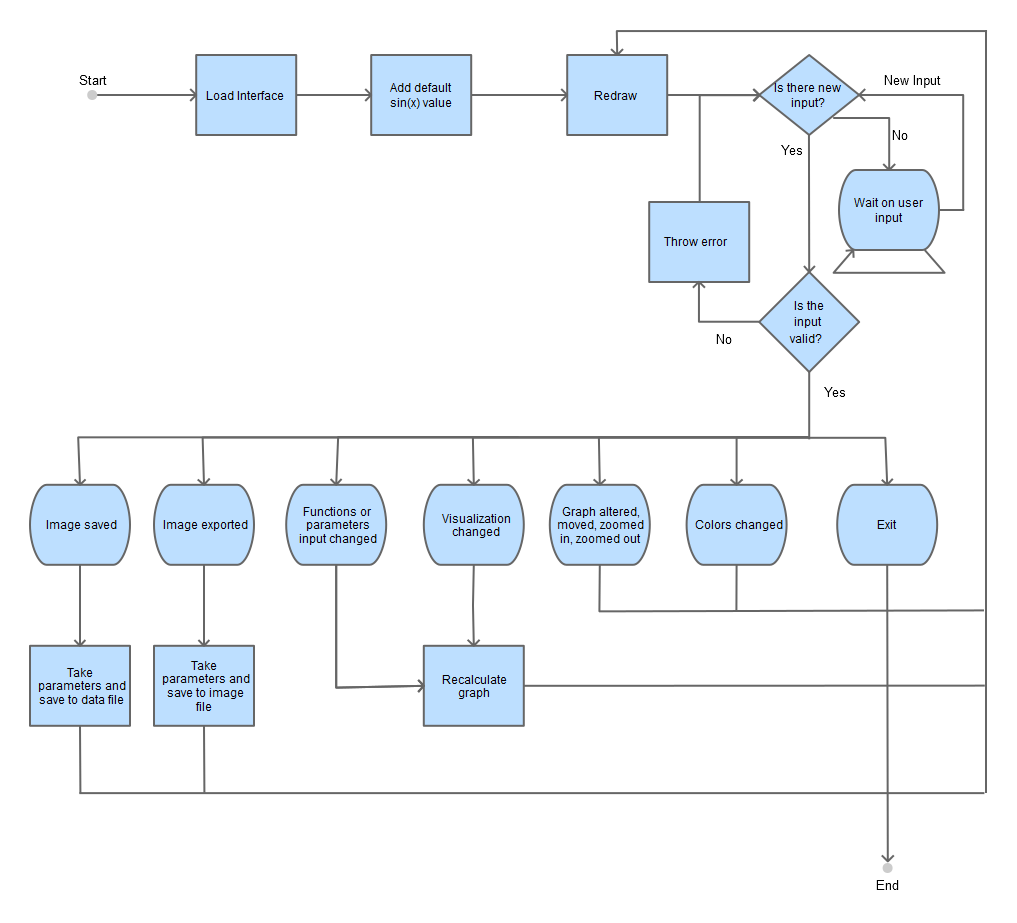 Start
Load Interface
Add default
sin(x) value
Redraw
Is there new
input?
New Input
No
Yes
Wait on user
input
Throw error
Is the
input
valid?
No
Yes
Image saved
Image exported
Functions or
parameters
input changed
Visualization
changed
Graph altered,
moved, zoomed
in, zoomed out
Colors changed
Exit
Take
parameters and
save to data file
Take
parameters and
save to image
file
Recalculate
graph
End